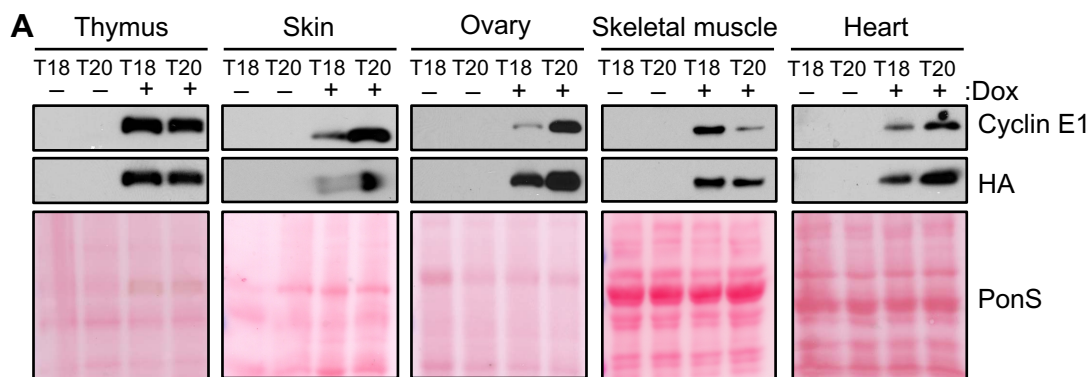 A Thymus Skin Ovary Skeletal muscle Heart
T18 T20 T18 T20 T18 T20 T18 T20 T18 T20 T18 T20 T18 T20 T18 T20 T18 T20 T18 T20
– – + + – – + + – – + + – – + + – – + + :Dox
Cyclin E1
HA
PonS